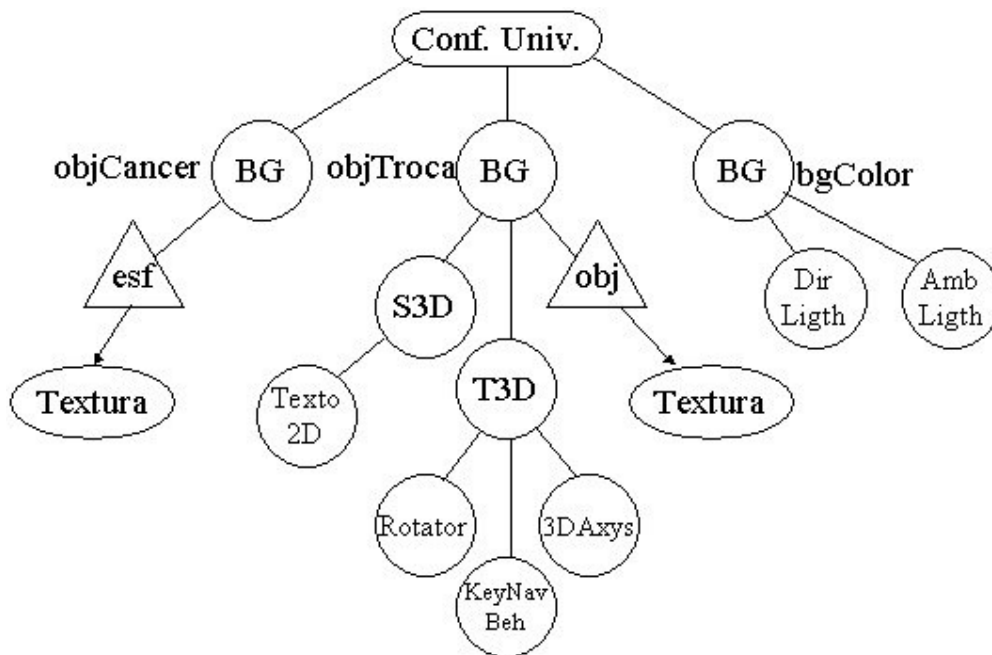 Conf. Univ.
objCancer
BG
objTroca
BG
BG
bgColor
esf
S3D
obj
Dir
Ligth
Amb
Ligth
Textura
Texto
2D
T3D
Textura
Rotator
3DAxys
KeyNav
Beh